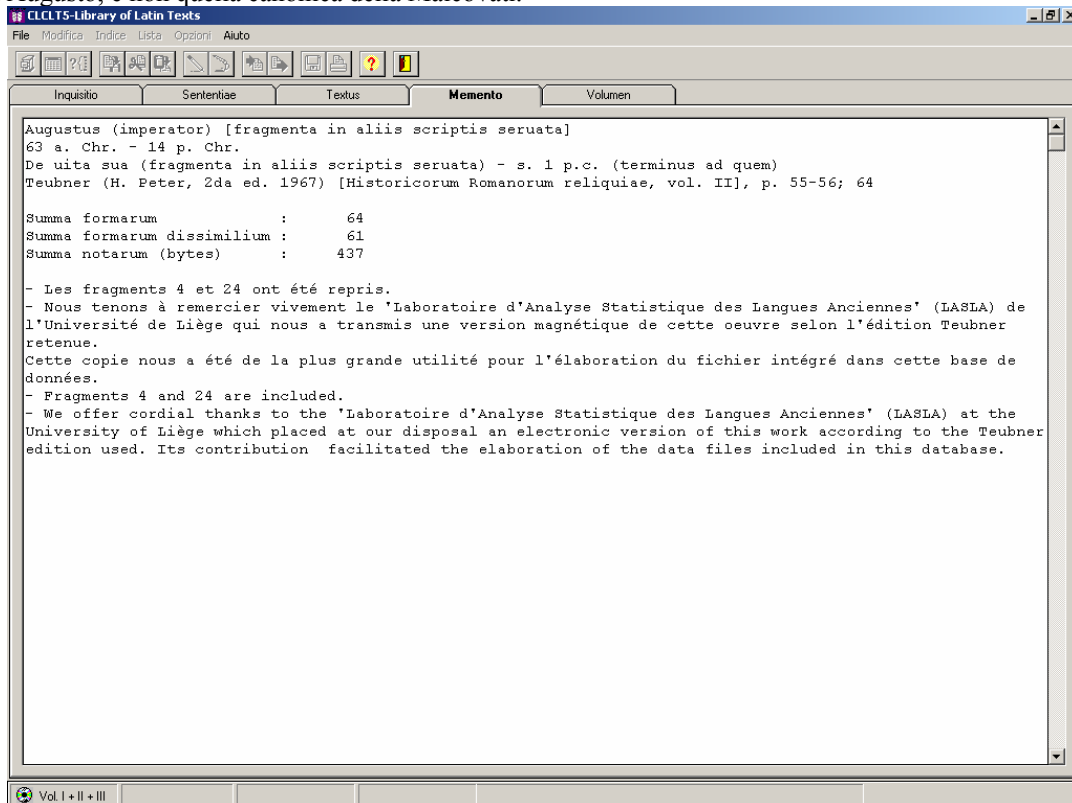 Augusto, e non quella canonica della Malcovati.
CLCLT5-Library of Latin Texts
File Modifica Indice Lista Opzioni Aiuto
Inquisitio Sententiae Textus Memento Volumen
Augustus (imperator) [fragmenta in aliis scriptis seruata]
63 a. Chr. - 14 p. Chr.
De uita sua (fragmenta in aliis scriptis seruata) - s. 1 p.c. (terminus ad quem)
Teubner (H. Peter, 2da ed. 1967) [Historicorum Romanorum reliquiae, vol. II], p. 55-56; 64
Summa formarum : 64
Summa formarum dissimilium : 61
Summa notarum (bytes) : 437
- Les fragments 4 et 24 ont été repris.
- Nous tenons à remercier vivement le 'Laboratoire d'Analyse Statistique des Langues Anciennes' (LASLA) de
l'Université de Liège qui nous a transmis une version magnétique de cette oeuvre selon l'édition Teubner
retenue.
Cette copie nous a été de la plus grande utilité pour l'élaboration du fichier intégré dans cette base de
données.
- Fragments 4 and 24 are included.
- We offer cordial thanks to the 'Laboratoire d'Analyse Statistique des Langues Anciennes' (LASLA) at the
University of Liège which placed at our disposal an electronic version of this work according to the Teubner
edition used. Its contribution  facilitated the elaboration of the data files included in this database.
Vol. I + II + III